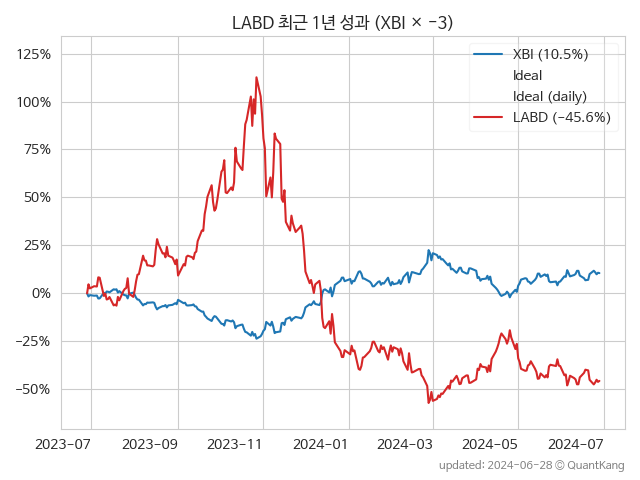 LABD 최근 1년 성과 (XBI × -3)
XBI (10.5%)
Ideal
Ideal (daily)
LABD (-45.6%)
125%
100%
75%
50%
25%
0%
-25%
-50%
2023-07 2023-09 2023-11 2024-01 2024-03 2024-05 2024-07
updated: 2024-06-28 © QuantKang